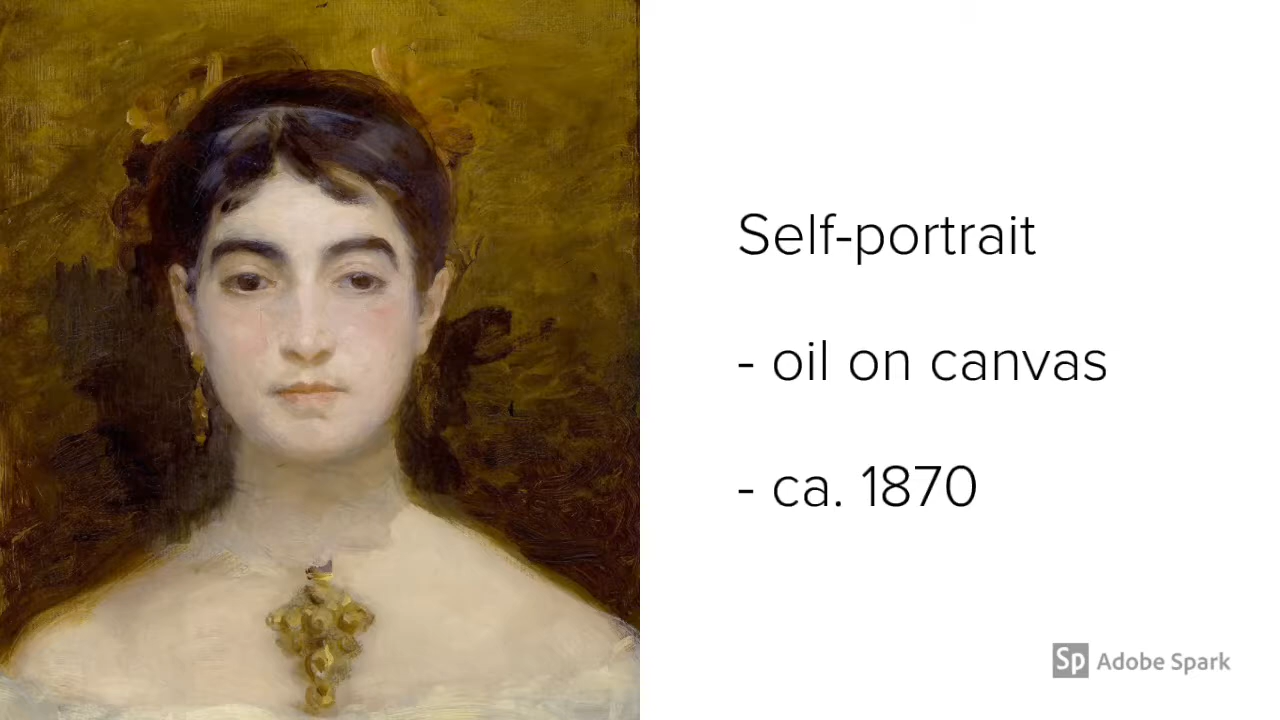 Self-portrait
- oil on canvas
- ca. 1870
Sp Adobe Spark